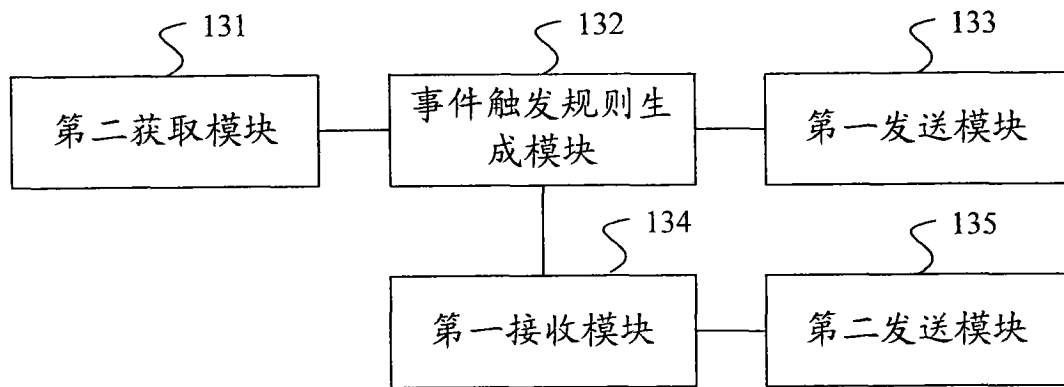 131
132
133
第二获取模块
事件触发规则生
成模块
第一发送模块
134
135
第一接收模块
第二发送模块